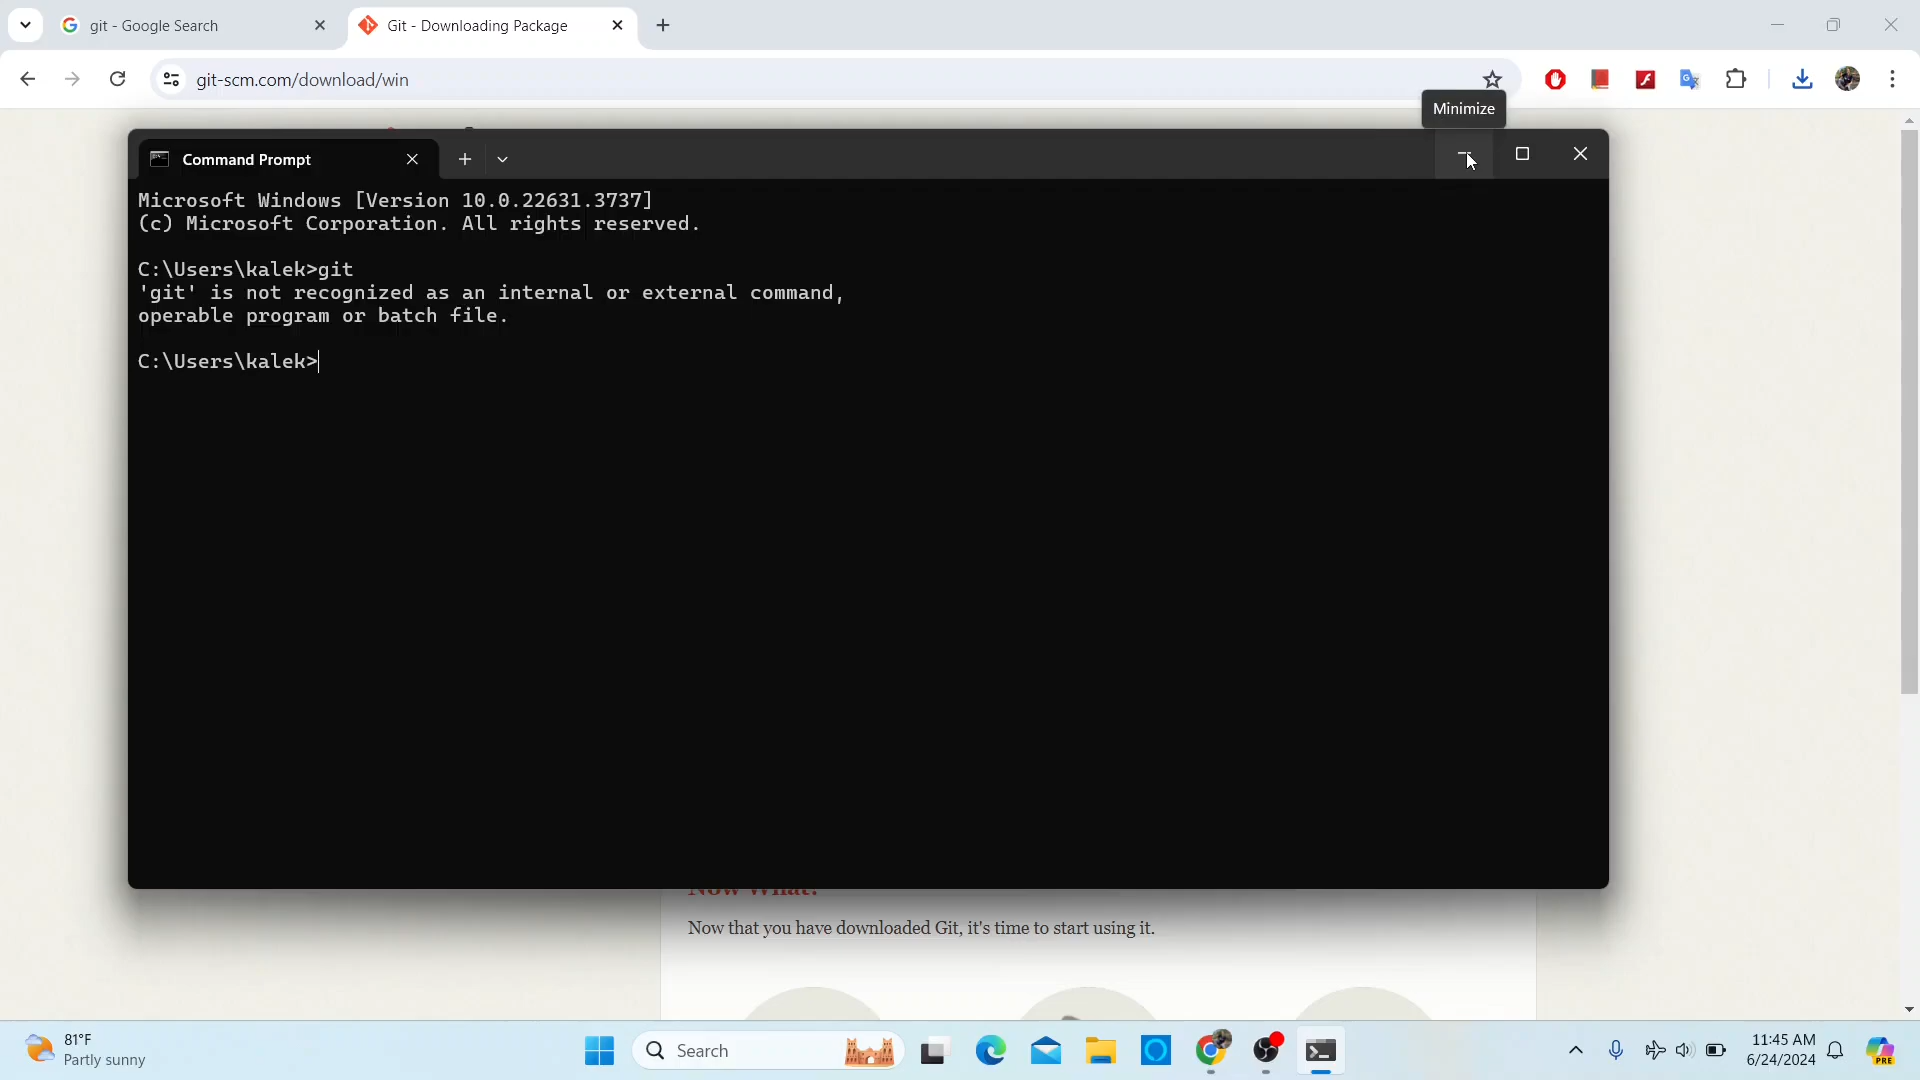 git - Google Search
Git - Downloading Package
git-scm.com/download/win
Minimize
Command Prompt
Microsoft Windows [Version 10.0.22631.3737]
(c) Microsoft Corporation. All rights reserved.
C:\Users\kalek>git
'git' is not recognized as an internal or external command,
operable program or batch file.
C:\Users\kalek>
Now What?
Now that you have downloaded Git, it's time to start using it.
81°F
Partly sunny
Search
11:45 AM
6/24/2024
PRE